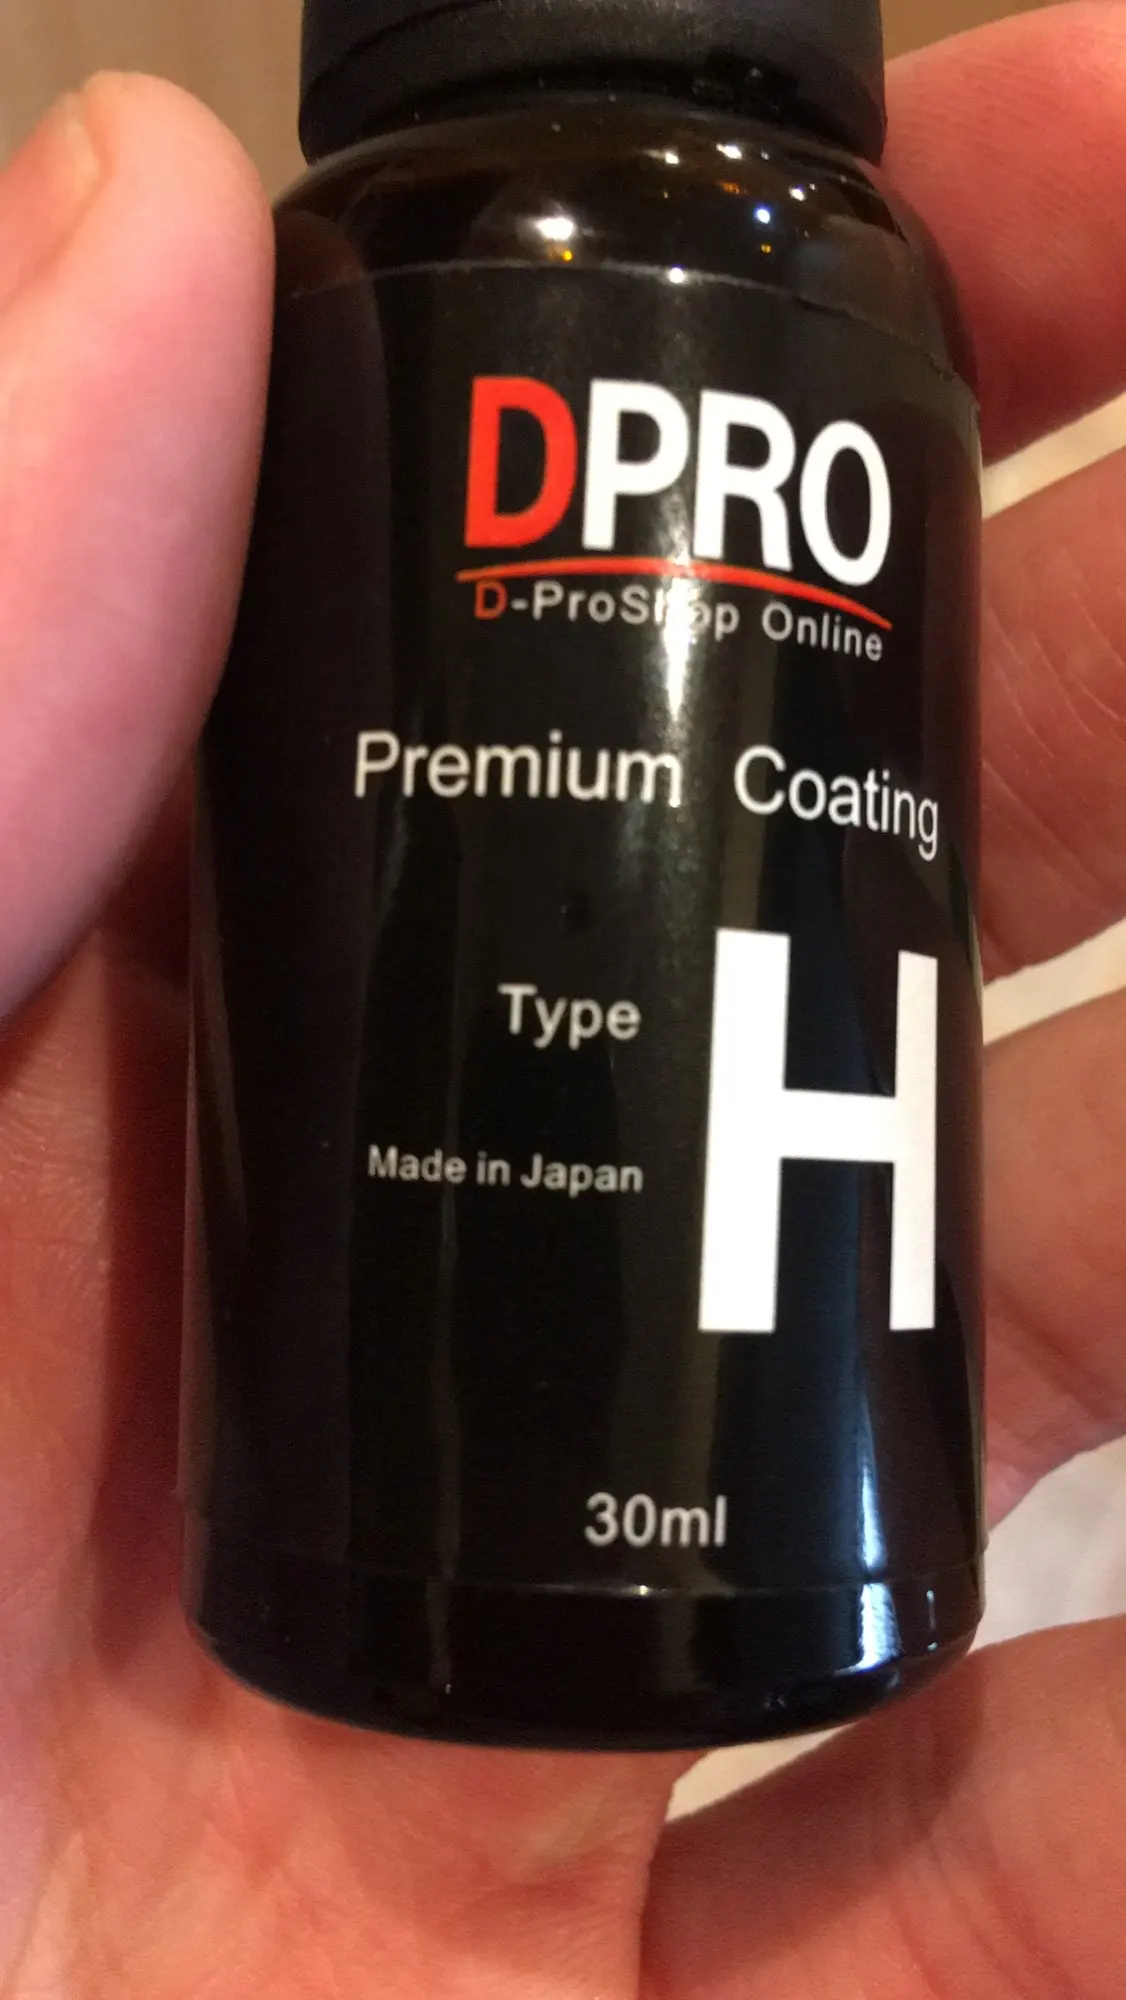 DPRO
D-ProShop Online
Premium Coating
Type H
Made in Japan
30ml